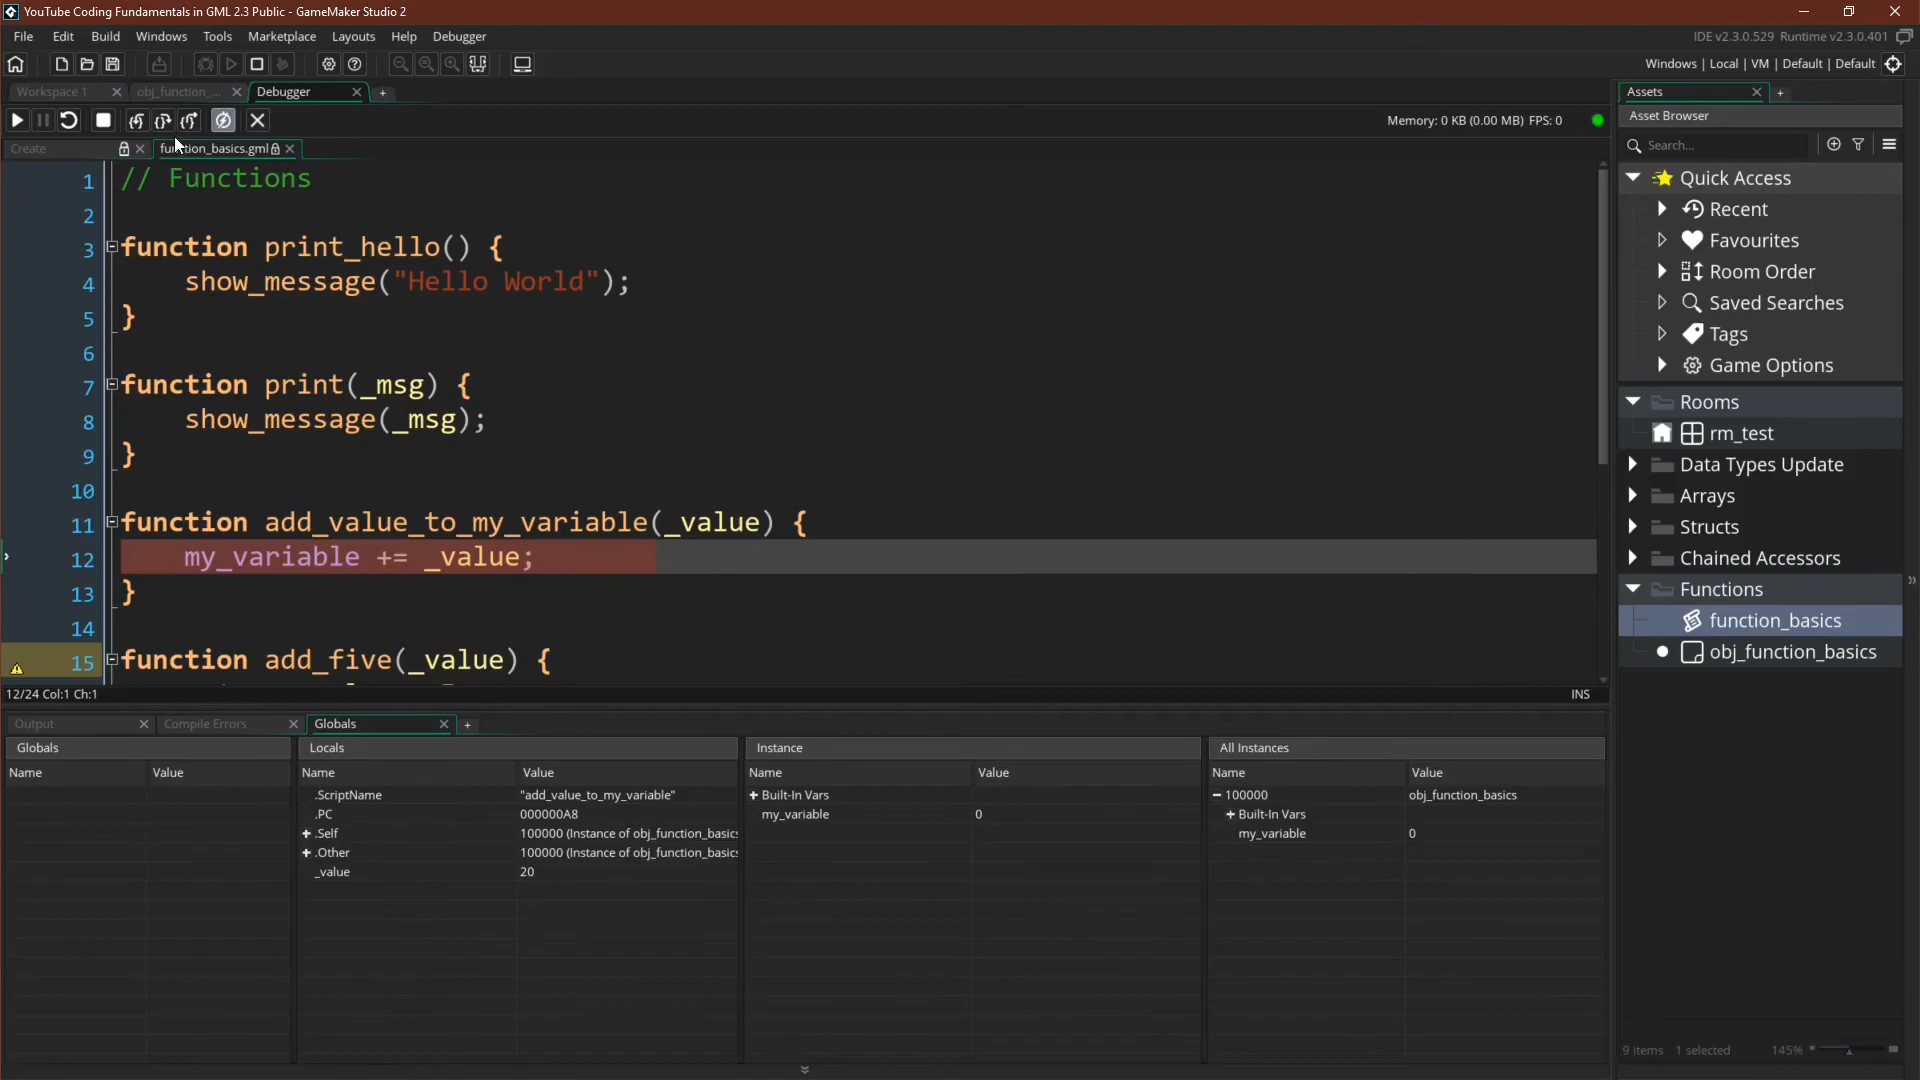 YouTube Coding Fundamentals in GML 2.3 Public - GameMaker Studio 2
File Edit Build Windows Tools Marketplace Layouts Help Debugger
IDE v2.3.0.529 Runtime v2.3.0.401
Windows | Local | VM | Default | Default
Workspace 1 obj_function_... Debugger
Memory: 0 KB (0.00 MB) FPS: 0
Create function_basics.gml
1 // Functions
2
3 function print_hello() {
4 show_message("Hello World");
5 }
6
7 function print(_msg) {
8 show_message(_msg);
9 }
10
11 function add_value_to_my_variable(_value) {
12 my_variable += _value;
13 }
14
15 function add_five(_value) {
12/24 Col:1 Ch:1 INS
Output Compile Errors Globals
Globals
Name Value
Locals
Name Value
.ScriptName "add_value_to_my_variable"
.PC 000000A8
.Self 100000 (Instance of obj_function_basics
.Other 100000 (Instance of obj_function_basics
_value 20
Instance
Name Value
Built-In Vars
my_variable 0
All Instances
Name Value
100000 obj_function_basics
Built-In Vars
my_variable 0
Assets
Asset Browser
Search...
Quick Access
Recent
Favourites
Room Order
Saved Searches
Tags
Game Options
Rooms
rm_test
Data Types Update
Arrays
Structs
Chained Accessors
Functions
function_basics
obj_function_basics
9 items 1 selected 145%